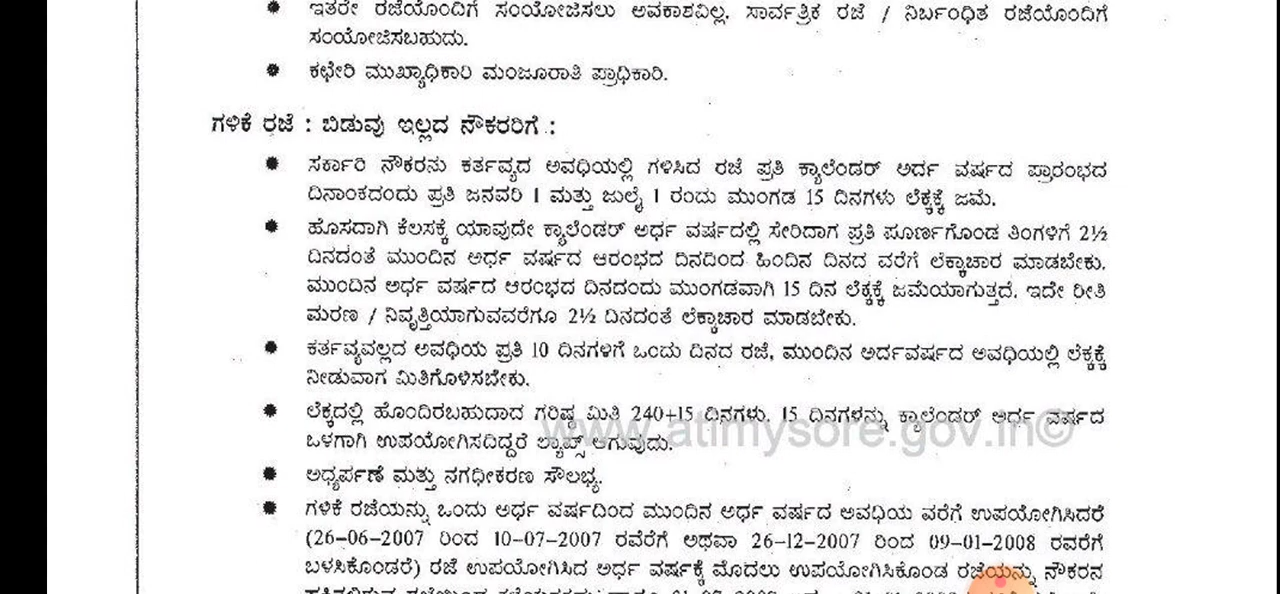 ಇತರೇ ರಜೆಯೊಂದಿಗೆ ಸಂಯೋಜಿಸಲು ಅವಕಾಶವಿಲ್ಲ. ಸಾರ್ವತ್ರಿಕ ರಜೆ / ನಿರ್ಬಂಧಿತ ರಜೆಯೊಂದಿಗೆ
ಸಂಯೋಜಿಸಬಹುದು.
ಕಛೇರಿ ಮುಖ್ಯಾಧಿಕಾರಿ ಮಂಜೂರಾತಿ ಪ್ರಾಧಿಕಾರಿ.
ಗಳಿಕೆ ರಜೆ : ಬಿಡುವು ಇಲ್ಲದ ನೌಕರರಿಗೆ :
ಸರ್ಕಾರಿ ನೌಕರನು ಕರ್ತವ್ಯದ ಅವಧಿಯಲ್ಲಿ ಗಳಿಸಿದ ರಜೆ ಪ್ರತಿ ಕ್ಯಾಲೆಂಡರ್ ಅರ್ದ ವರ್ಷದ ಪ್ರಾರಂಭದ
ದಿನಾಂಕದಂದು ಪ್ರತಿ ಜನವರಿ 1 ಮತ್ತು ಜುಲೈ 1 ರಂದು ಮುಂಗಡ 15 ದಿನಗಳು ಲೆಕ್ಕಕ್ಕೆ ಜಮೆ.
ಹೊಸದಾಗಿ ಕೆಲಸಕ್ಕೆ ಯಾವುದೇ ಕ್ಯಾಲೆಂಡರ್ ಅರ್ಧ ವರ್ಷದಲ್ಲಿ ಸೇರಿದಾಗ ಪ್ರತಿ ಪೂರ್ಣಗೊಂಡ ತಿಂಗಳಿಗೆ 2½
ದಿನದಂತೆ ಮುಂದಿನ ಅರ್ಧ ವರ್ಷದ ಆರಂಭದ ದಿನದಿಂದ ಹಿಂದಿನ ದಿನದ ವರೆಗೆ ಲೆಕ್ಕಾಚಾರ ಮಾಡಬೇಕು.
ಮುಂದಿನ ಅರ್ಧ ವರ್ಷದ ಆರಂಭದ ದಿನದಂದು ಮುಂಗಡವಾಗಿ 15 ದಿನ ಲೆಕ್ಕಕ್ಕೆ ಜಮೆಯಾಗುತ್ತದೆ. ಇದೇ ರೀತಿ
ಮರಣ / ನಿವೃತ್ತಿಯಾಗುವವರೆಗೂ 2½ ದಿನದಂತೆ ಲೆಕ್ಕಾಚಾರ ಮಾಡಬೇಕು.
ಕರ್ತವ್ಯವಲ್ಲದ ಅವಧಿಯ ಪ್ರತಿ 10 ದಿನಗಳಿಗೆ ಒಂದು ದಿನದ ರಜೆ, ಮುಂದಿನ ಅರ್ದವರ್ಷದ ಅವಧಿಯಲ್ಲಿ ಲೆಕ್ಕಕ್ಕೆ
ನೀಡುವಾಗ ಮಿತಿಗೊಳಿಸಬೇಕು.
ಲೆಕ್ಕದಲ್ಲಿ ಹೊಂದಿರಬಹುದಾದ ಗರಿಷ್ಠ ಮಿತಿ 240+15 ದಿನಗಳು. 15 ದಿನಗಳನ್ನು ಕ್ಯಾಲೆಂಡರ್ ಅರ್ಧ ವರ್ಷದ
ಒಳಗಾಗಿ ಉಪಯೋಗಿಸದಿದ್ದರೆ ಲ್ಯಾಪ್ಸ್ ಆಗುವುದು.
www.atimysore.gov.in©
ಅಧ್ಯರ್ಪಣೆ ಮತ್ತು ನಗಧೀಕರಣ ಸೌಲಭ್ಯ.
ಗಳಿಕೆ ರಜೆಯನ್ನು ಒಂದು ಅರ್ಧ ವರ್ಷದಿಂದ ಮುಂದಿನ ಅರ್ಧ ವರ್ಷದ ಅವಧಿಯ ವರೆಗೆ ಉಪಯೋಗಿಸಿದರೆ
(26-06-2007 ರಿಂದ 10-07-2007 ರವೆರೆಗೆ ಅಥವಾ 26-12-2007 ರಿಂದ 09-01-2008 ರವರೆಗೆ
ಬಳಸಿಕೊಂಡರೆ) ರಜೆ ಉಪಯೋಗಿಸಿದ ಅರ್ಧ ವರ್ಷಕ್ಕೆ ಮೊದಲು ಉಪಯೋಗಿಸಿಕೊಂಡ ರಜೆಯನ್ನು ನೌಕರನ